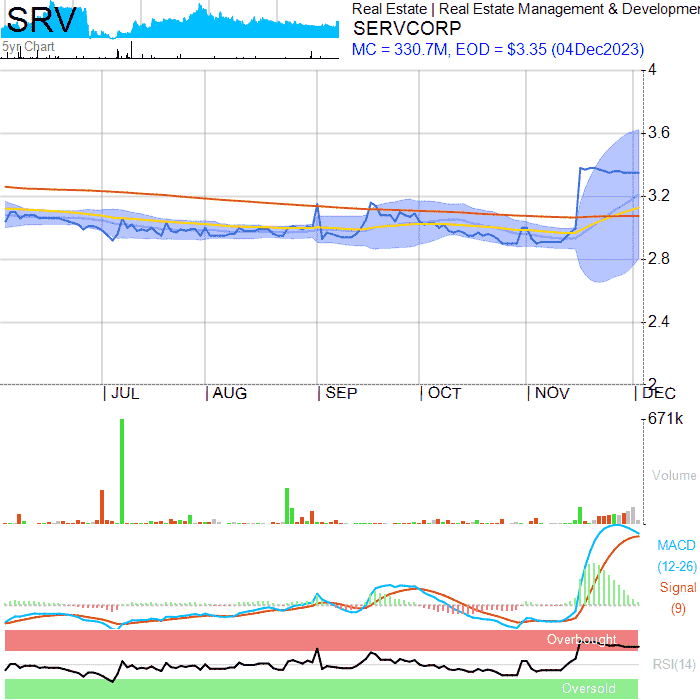 SRV
5yr Chart
Real Estate | Real Estate Management & Developmen
SERVCORP
MC = 330.7M, EOD = $3.35 (04Dec2023)
4
3.6
3.2
2.8
2.4
2
JUL AUG SEP OCT NOV DEC
671k
Volume
MACD
(12-26)
Signal
(9)
Overbought
RSI(14)
Oversold